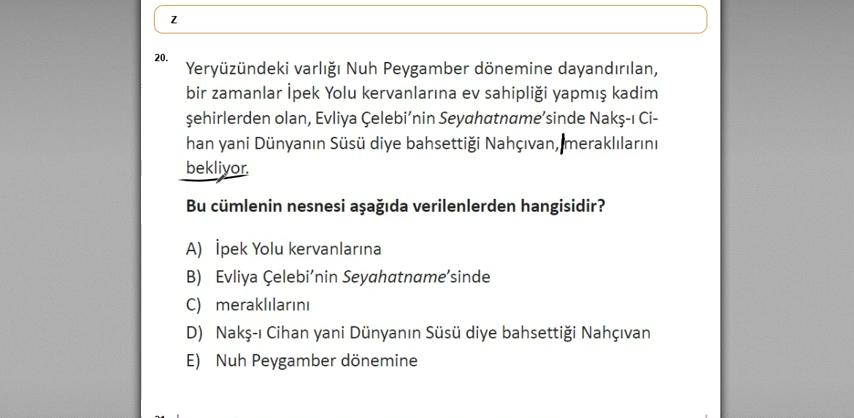 z
20.
Yeryüzündeki varlığı Nuh Peygamber dönemine dayandırılan,
bir zamanlar İpek Yolu kervanlarına ev sahipliği yapmış kadim
şehirlerden olan, Evliya Çelebi’nin Seyahatname’sinde Nakş-ı Ci-
han yani Dünyanın Süsü diye bahsettiği Nahçıvan, meraklılarını
bekliyor.
Bu cümlenin nesnesi aşağıda verilenlerden hangisidir?
A) İpek Yolu kervanlarına
B) Evliya Çelebi’nin Seyahatname’sinde
C) meraklılarını
D) Nakş-ı Cihan yani Dünyanın Süsü diye bahsettiği Nahçıvan
E) Nuh Peygamber dönemine